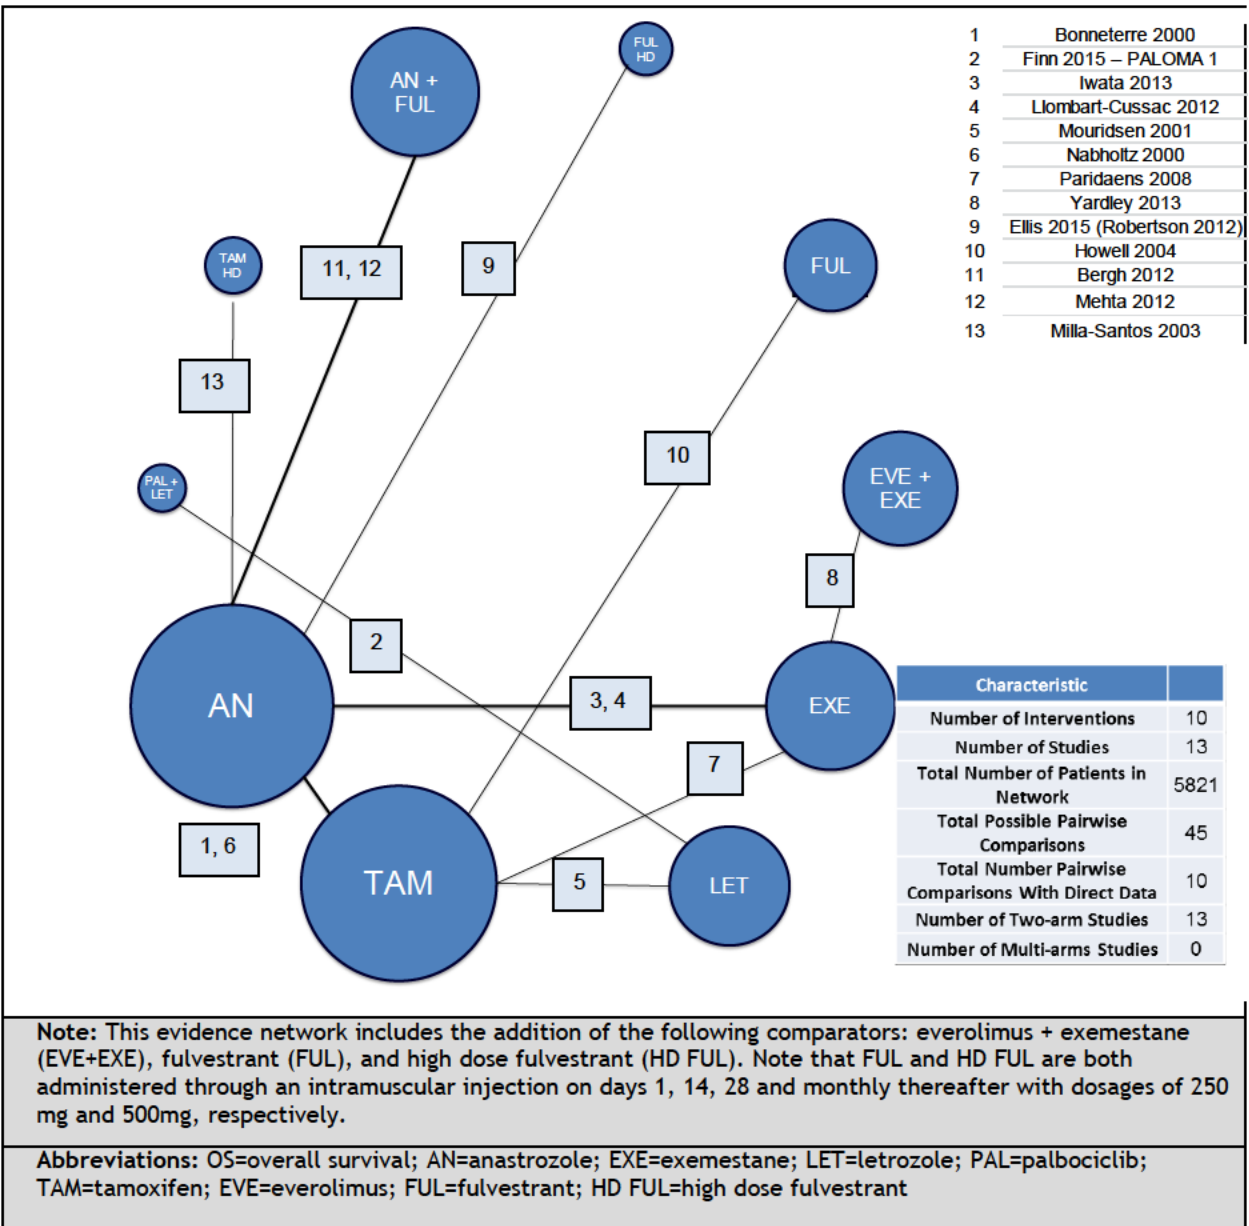 AN +
FUL
FUL
HD
1 Bonneterre 2000
2 Finn 2015 – PALOMA 1
3 Iwata 2013
4 Llombart-Cussac 2012
5 Mouridsen 2001
6 Nabholtz 2000
7 Paridaens 2008
8 Yardley 2013
9 Ellis 2015 (Robertson 2012)
10 Howell 2004
11 Bergh 2012
12 Mehta 2012
13 Milla-Santos 2003
TAM
HD
11, 12
9
FUL
13
10
PAL +
LET
EVE +
EXE
8
2
AN
3, 4
EXE
7
1, 6
TAM
5
LET
Characteristic
Number of Interventions 10
Number of Studies 13
Total Number of Patients in
Network 5821
Total Possible Pairwise
Comparisons 45
Total Number Pairwise
Comparisons With Direct Data 10
Number of Two-arm Studies 13
Number of Multi-arms Studies 0
Note: This evidence network includes the addition of the following comparators: everolimus + exemestane
(EVE+EXE), fulvestrant (FUL), and high dose fulvestrant (HD FUL). Note that FUL and HD FUL are both
administered through an intramuscular injection on days 1, 14, 28 and monthly thereafter with dosages of 250
mg and 500mg, respectively.
Abbreviations: OS=overall survival; AN=anastrozole; EXE=exemestane; LET=letrozole; PAL=palbociclib;
TAM=tamoxifen; EVE=everolimus; FUL=fulvestrant; HD FUL=high dose fulvestrant